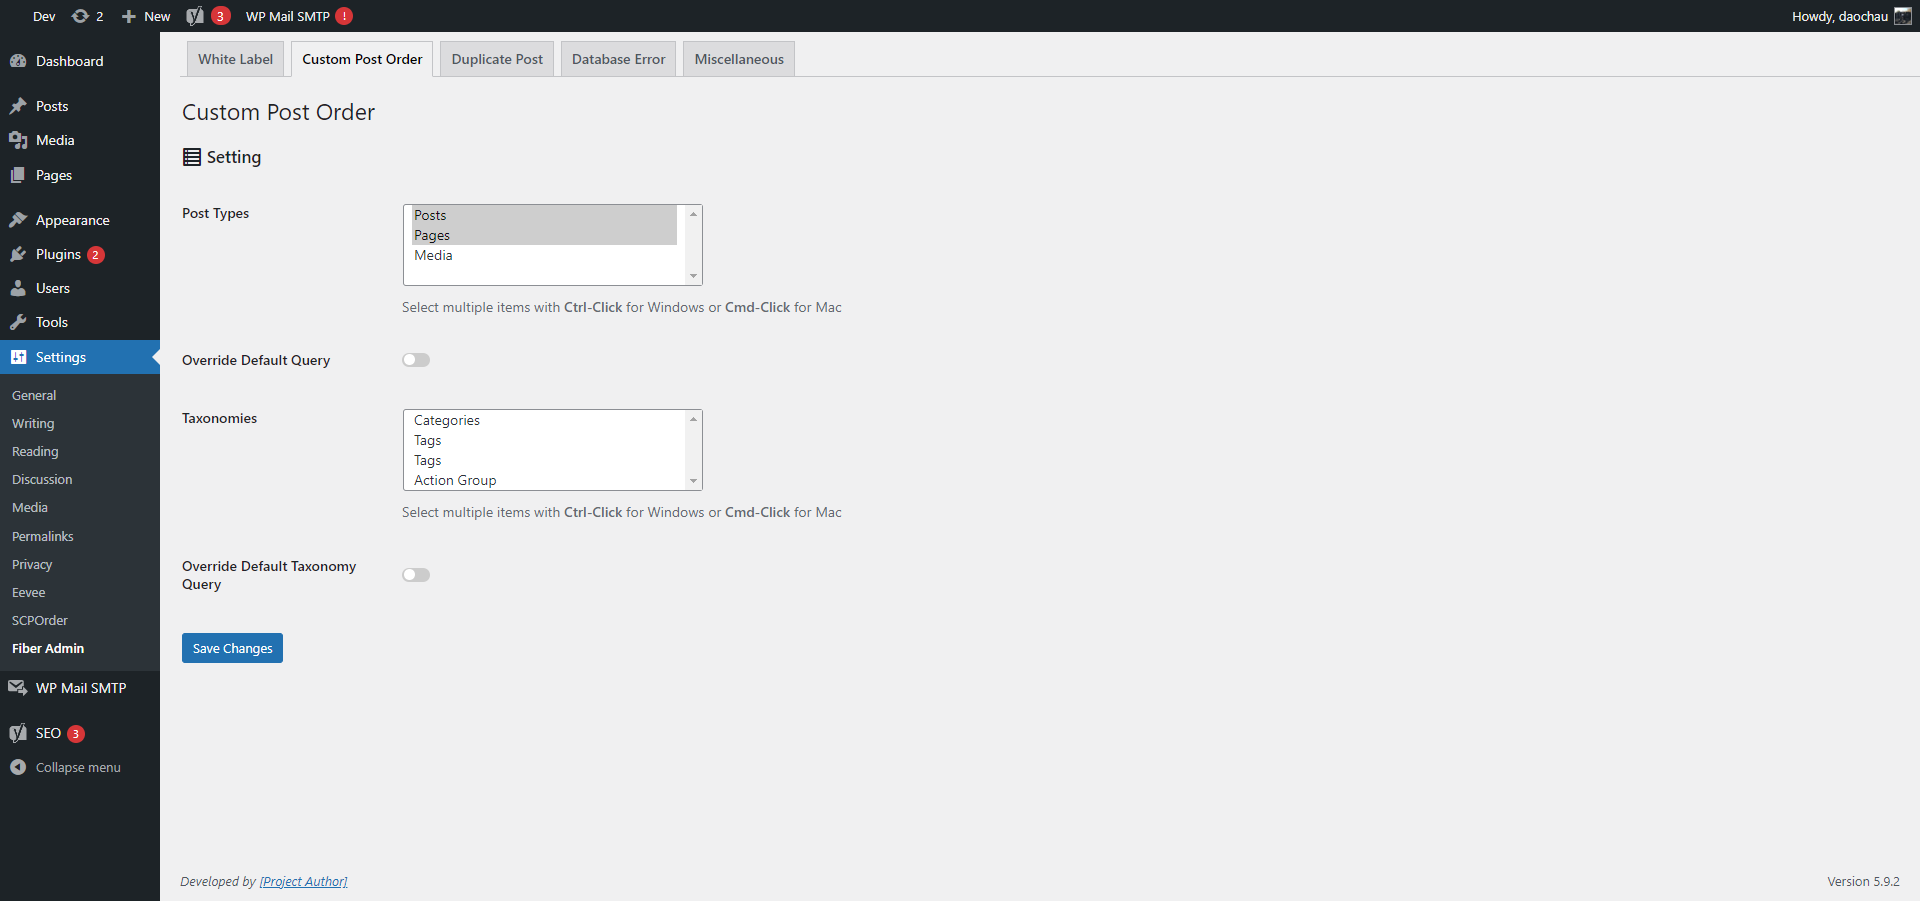 Dev 2 New 3 WP Mail SMTP ! Howdy, daochau
Dashboard
Posts
Media
Pages
Appearance
Plugins 2
Users
Tools
Settings
General
Writing
Reading
Discussion
Media
Permalinks
Privacy
Eevee
SCPOrder
Fiber Admin
WP Mail SMTP
SEO 3
Collapse menu
White Label Custom Post Order Duplicate Post Database Error Miscellaneous
Custom Post Order
Setting
Post Types
Posts
Pages
Media
Select multiple items with Ctrl-Click for Windows or Cmd-Click for Mac
Override Default Query
Taxonomies
Categories
Tags
Tags
Action Group
Select multiple items with Ctrl-Click for Windows or Cmd-Click for Mac
Override Default Taxonomy
Query
Save Changes
Developed by [Project Author] Version 5.9.2